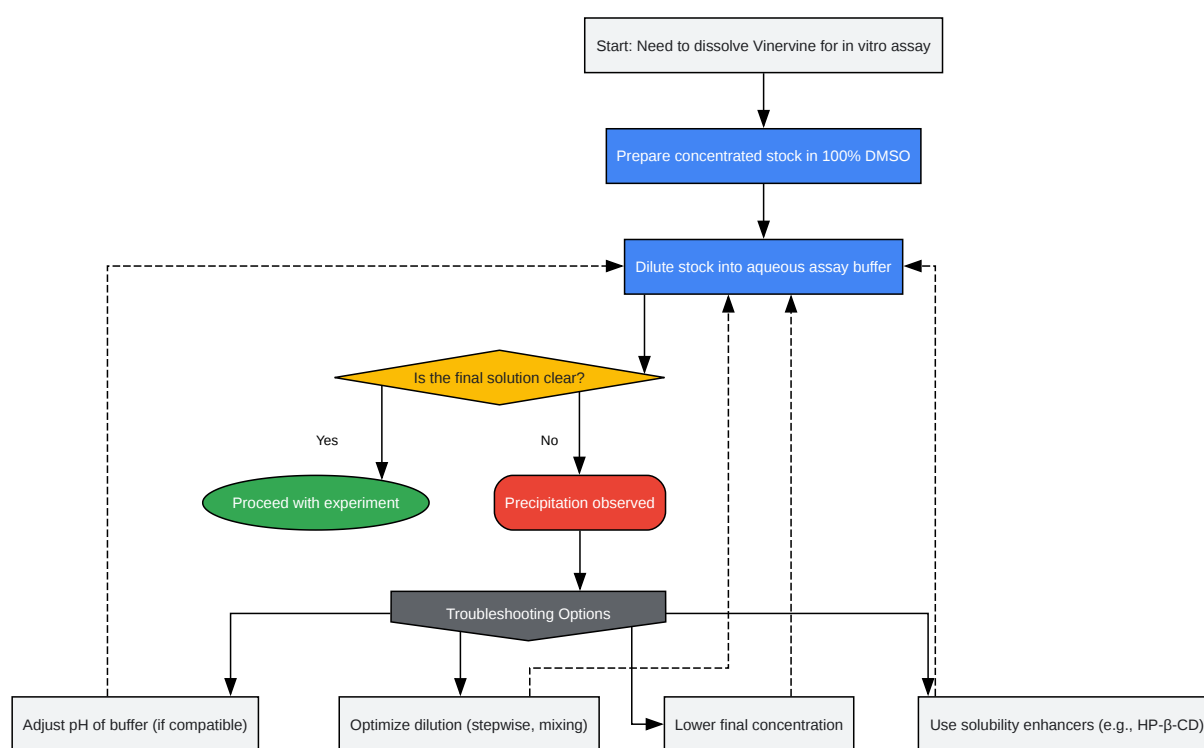 Start: Need to dissolve Vinervine for in vitro assay
Prepare concentrated stock in 100% DMSO
Dilute stock into aqueous assay buffer
Is the final solution clear?
Yes
No
Proceed with experiment
Precipitation observed
Troubleshooting Options
Adjust pH of buffer (if compatible)
Optimize dilution (stepwise, mixing)
Lower final concentration
Use solubility enhancers (e.g., HP-β-CD)